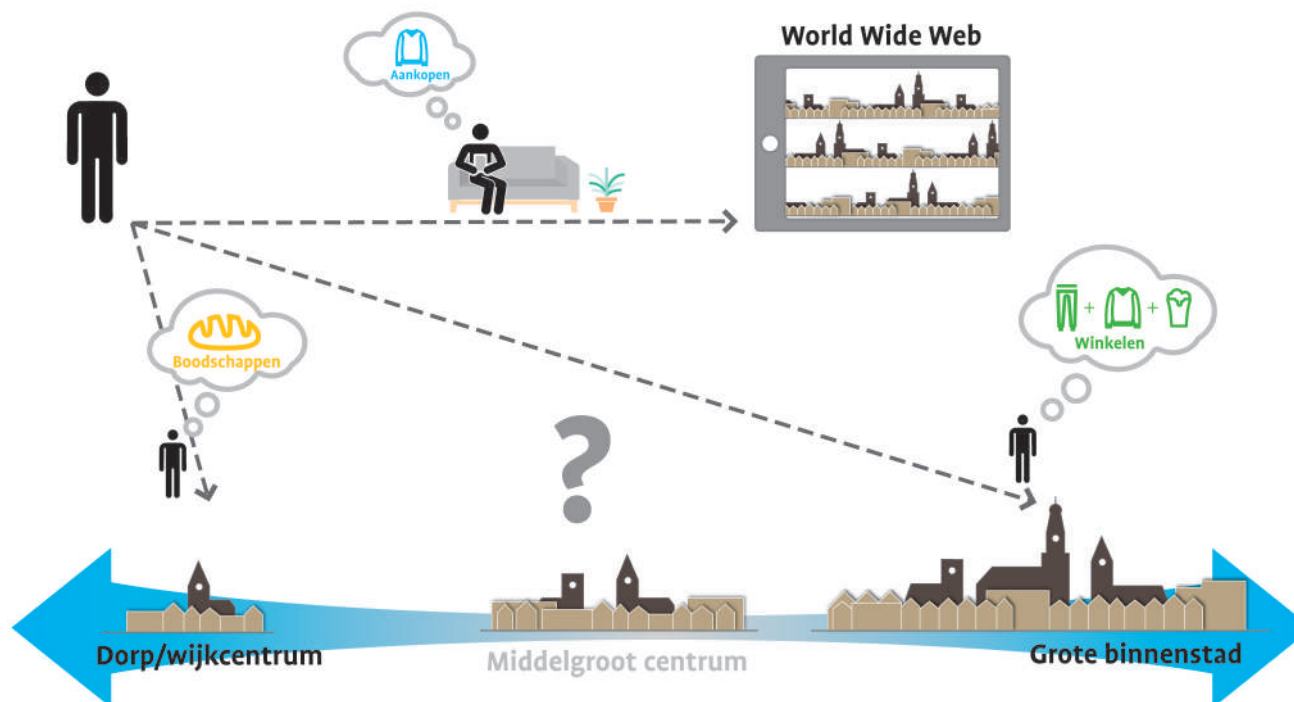 World Wide Web
Aankopen
Boodschappen
+ +
Winkelen
?
Dorp/wijkcentrum
Middelgroot centrum
Grote binnenstad